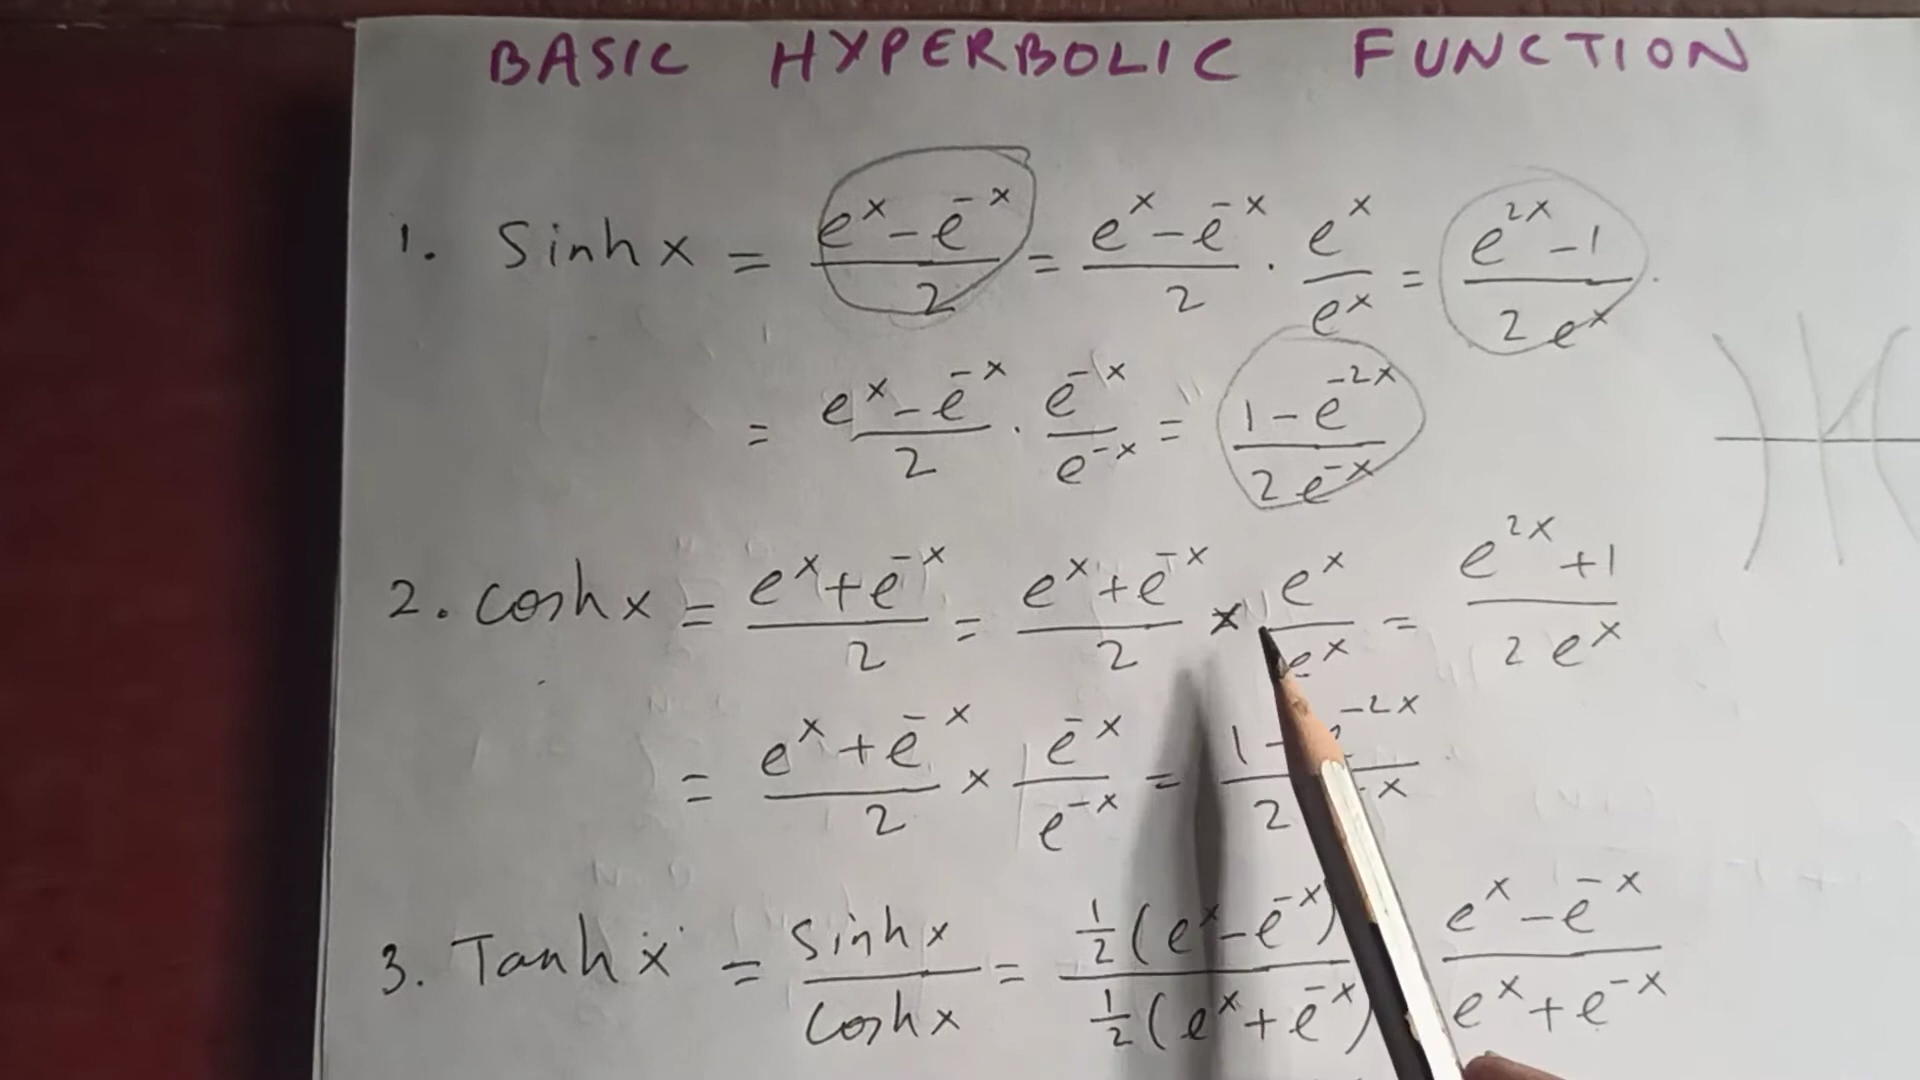 BASIC HYPERBOLIC FUNCTION
1. Sinh x = (e^x - e^-x)/2 = (e^x - e^-x)/2 · e^x/e^x = (e^2x - 1)/(2e^x)
= (e^x - e^-x)/2 · e^-x/e^-x = (1 - e^-2x)/(2e^-x)
2. Cosh x = (e^x + e^-x)/2 = (e^x + e^-x)/2 × e^x/e^x = (e^2x + 1)/(2e^x)
= (e^x + e^-x)/2 × e^-x/e^-x =
3. Tanh x = sinh x/cosh x = ½(e^x - e^-x)/½(e^x + e^-x) (e^x - e^-x)/(e^x + e^-x)